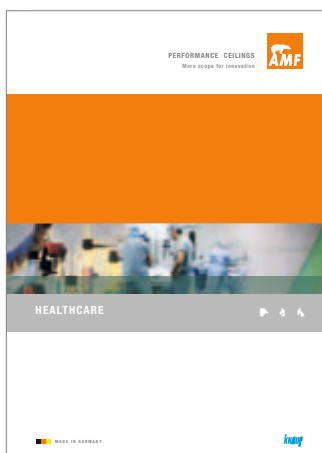 PERFORMANCE CEILINGS
More scope for innovation
AMF
HEALTHCARE
MADE IN GERMANY
knauf